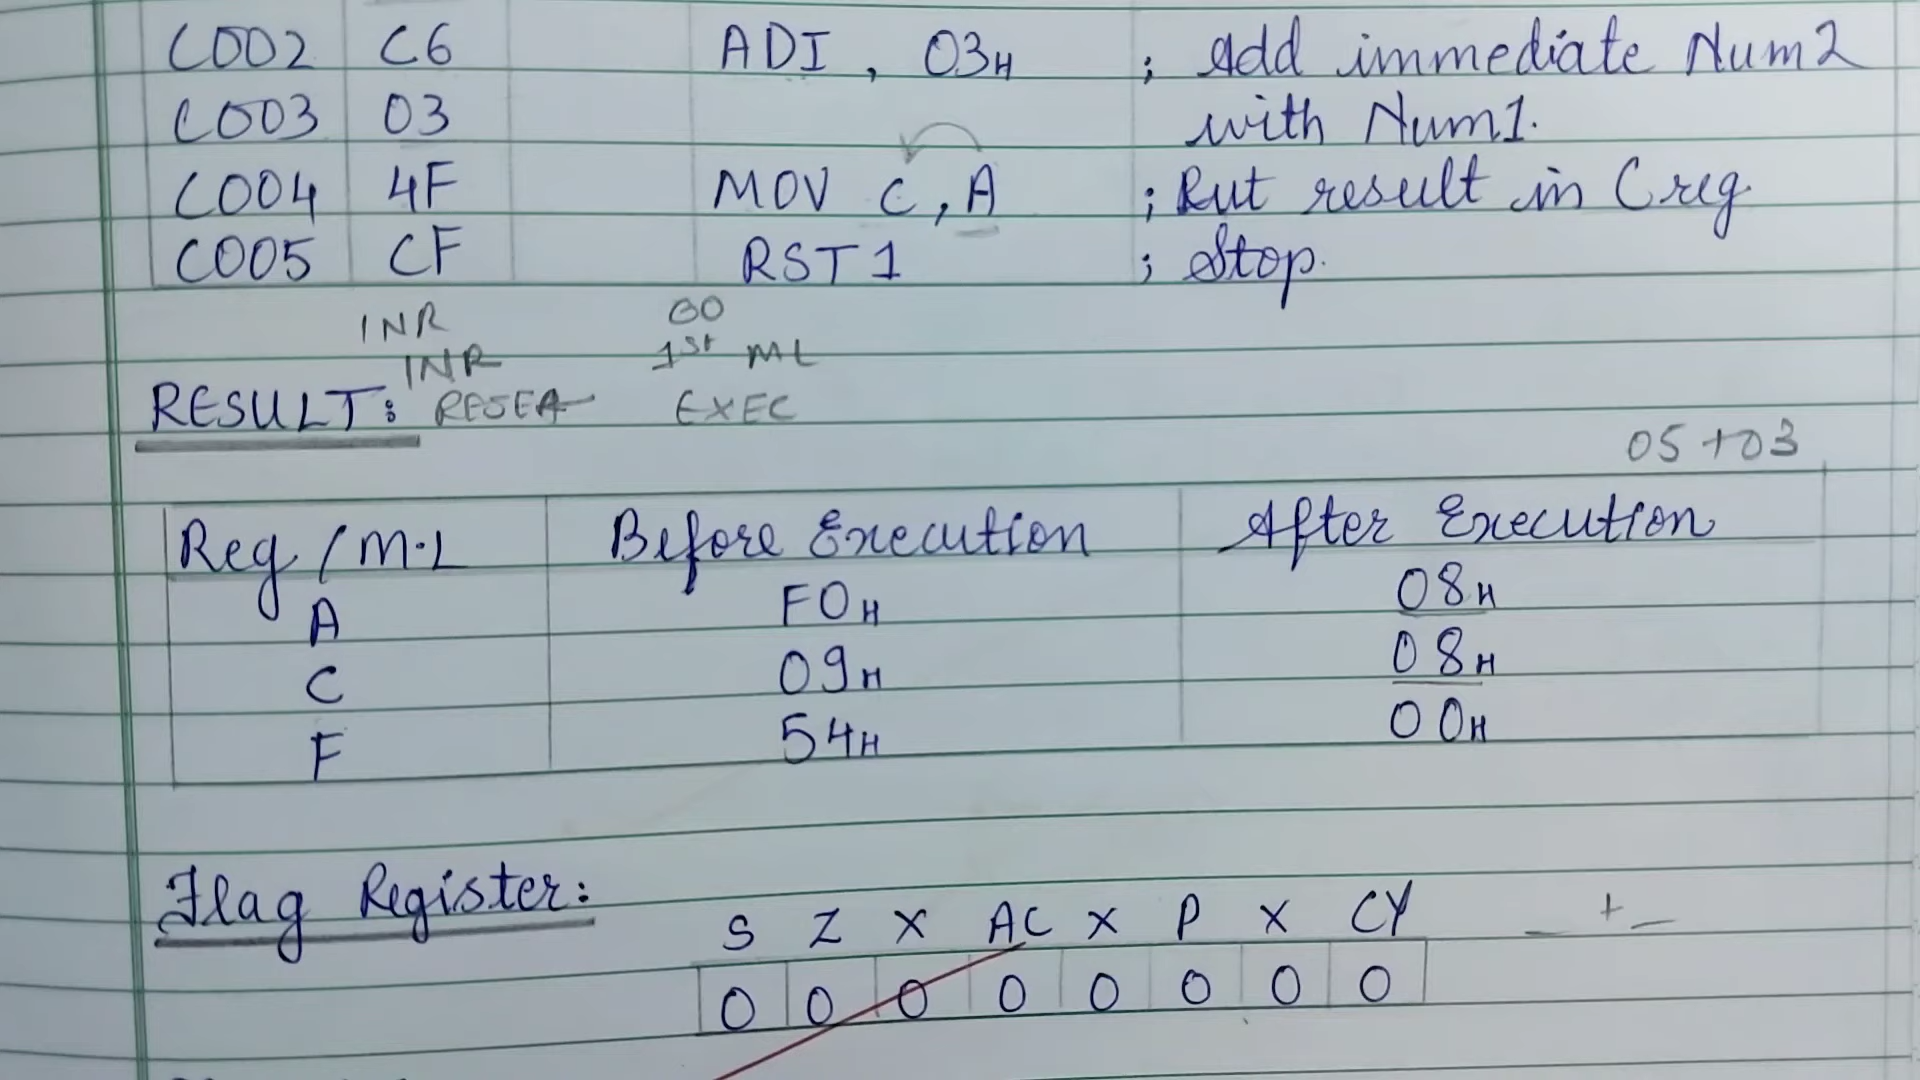 C002 C6 ADI, 03H ; Add immediate Num2
C003 03 with Num1.
C004 4F MOV C, A ; Put result in C reg.
C005 CF RST 1 ; Stop.
INR GO
INR 1st ML
RESULT: EXEC
05+03
Reg / M.L Before Execution After Execution
A F0H 08H
C 09H 08H
F 54H 00H
Flag Register:
S Z X AC X P X CY _ + _
0 0 0 0 0 0 0 0